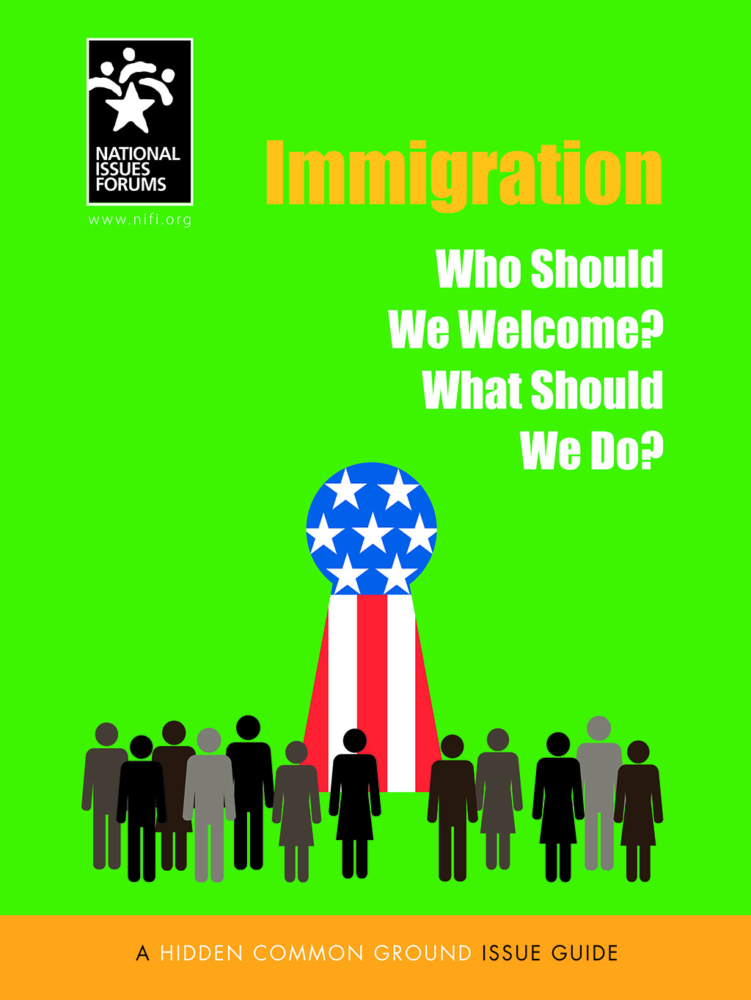 NATIONAL
ISSUES
FORUMS
www.nifi.org
Immigration
Who Should
We Welcome?
What Should
We Do?
A HIDDEN COMMON GROUND ISSUE GUIDE